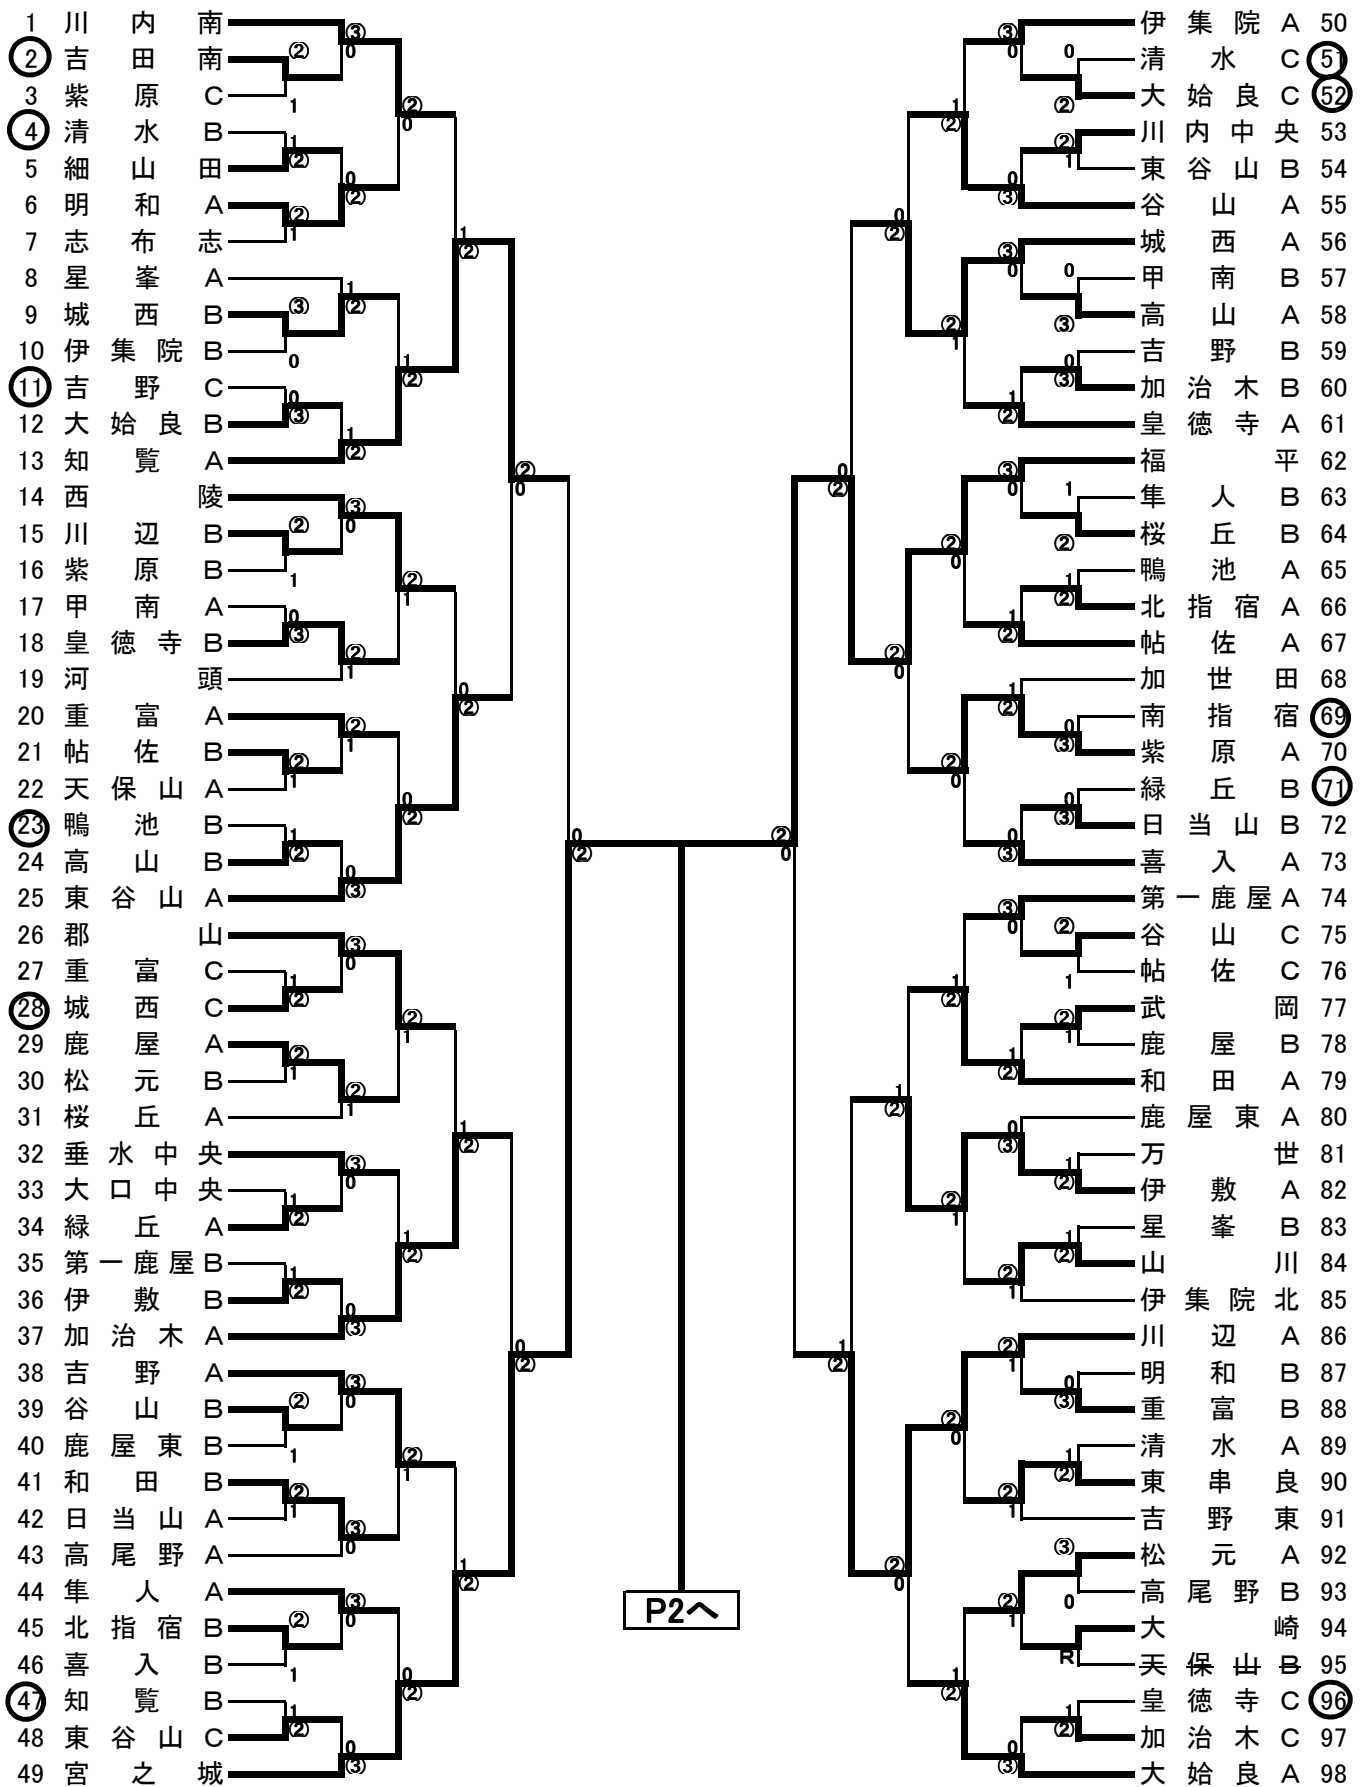 1 川内南
2 吉田南
3 紫原C
4 清水B
5 細山田
6 明和A
7 志布志
8 星峯A
9 城西B
10 伊集院B
11 吉野C
12 大姶良B
13 知覧A
14 西陵
15 川辺B
16 紫原B
17 甲南A
18 皇徳寺B
19 河頭
20 重富A
21 帖佐B
22 天保山A
23 鴨池B
24 高山B
25 東谷山A
26 郡山
27 重富C
28 城西C
29 鹿屋A
30 松元B
31 桜丘A
32 垂水中央
33 大口中央
34 緑丘A
35 第一鹿屋B
36 伊敷B
37 加治木A
38 吉野A
39 谷山B
40 鹿屋東B
41 和田B
42 日当山A
43 高尾野A
44 隼人A
45 北指宿B
46 喜入B
47 知覧B
48 東谷山C
49 宮之城
P2へ
伊集院A 50
清水C 51
大姶良C 52
川内中央 53
東谷山B 54
谷山A 55
城西A 56
甲南B 57
高山A 58
吉野B 59
加治木B 60
皇徳寺A 61
福平 62
隼人B 63
桜丘B 64
鴨池A 65
北指宿A 66
帖佐A 67
加世田 68
南指宿 69
紫原A 70
緑丘B 71
日当山B 72
喜入A 73
第一鹿屋A 74
谷山C 75
帖佐C 76
武岡 77
鹿屋B 78
和田A 79
鹿屋東A 80
万世 81
伊敷A 82
星峯B 83
山川 84
伊集院北 85
川辺A 86
明和B 87
重富B 88
清水A 89
東串良 90
吉野東 91
松元A 92
高尾野B 93
大崎 94
R
天保山B 95
皇徳寺C 96
加治木C 97
大姶良A 98